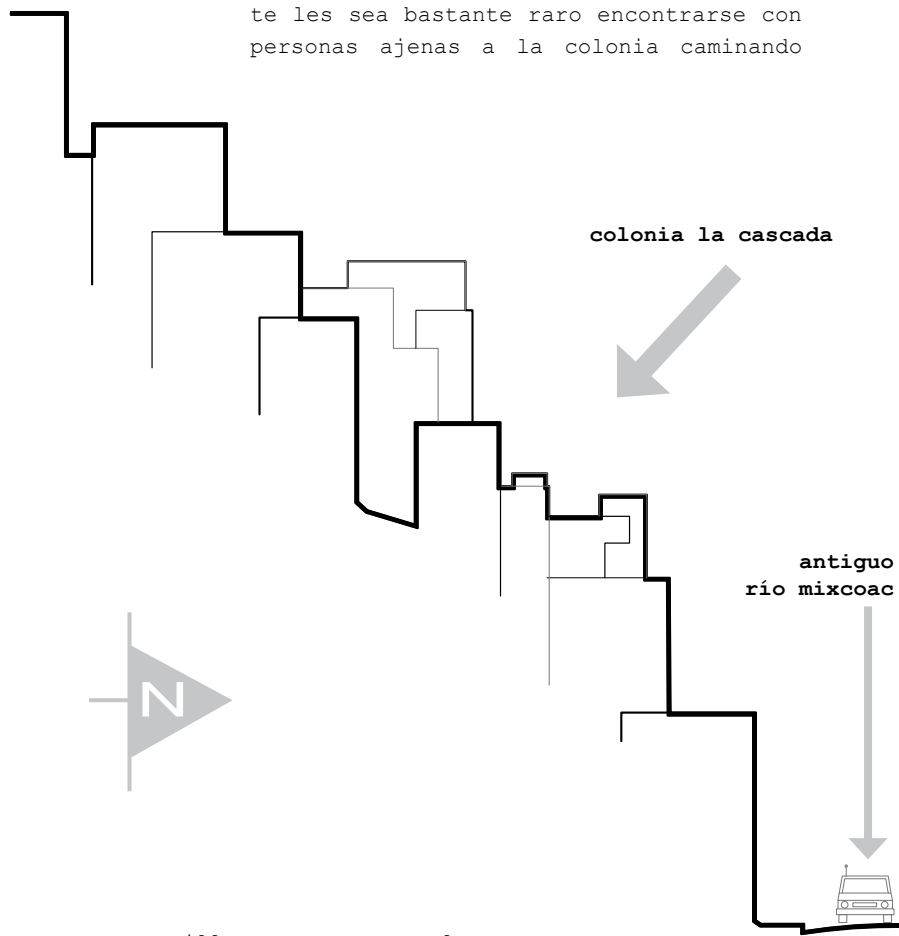 te les sea bastante raro encontrarse con
personas ajenas a la colonia caminando
colonia la cascada
antiguo
río mixcoac
N